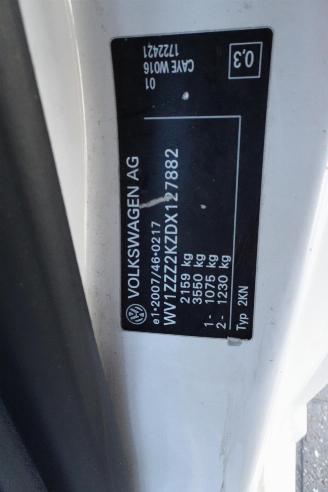 VOLKSWAGEN AG
e1*2007/46*0217
WV1ZZZ2KZDX127882
2159 kg
3550 kg
1- 1075 kg
2- 1230 kg
Typ 2KN
01
CAYE W016
1722421
0,3